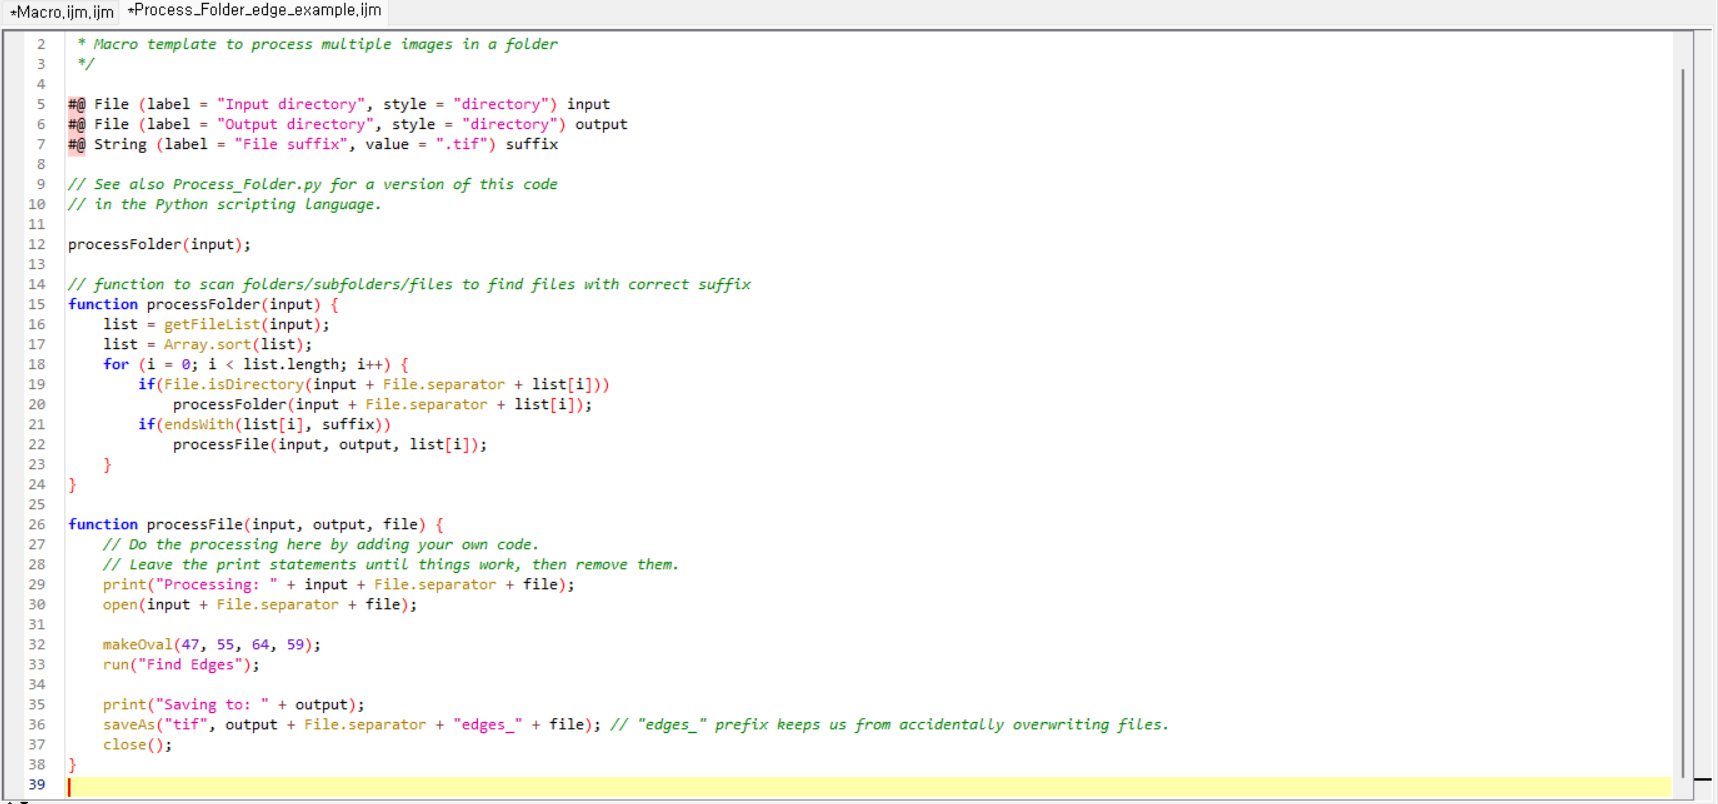 *Macro.ijm.ijm *Process_Folder_edge_example.ijm
2 * Macro template to process multiple images in a folder
3 */
4
5 #@ File (label = "Input directory", style = "directory") input
6 #@ File (label = "Output directory", style = "directory") output
7 #@ String (label = "File suffix", value = ".tif") suffix
8
9 // See also Process_Folder.py for a version of this code
10 // in the Python scripting language.
11
12 processFolder(input);
13
14 // function to scan folders/subfolders/files to find files with correct suffix
15 function processFolder(input) {
16     list = getFileList(input);
17     list = Array.sort(list);
18     for (i = 0; i < list.length; i++) {
19         if(File.isDirectory(input + File.separator + list[i]))
20             processFolder(input + File.separator + list[i]);
21         if(endsWith(list[i], suffix))
22             processFile(input, output, list[i]);
23     }
24 }
25
26 function processFile(input, output, file) {
27     // Do the processing here by adding your own code.
28     // Leave the print statements until things work, then remove them.
29     print("Processing: " + input + File.separator + file);
30     open(input + File.separator + file);
31
32     makeOval(47, 55, 64, 59);
33     run("Find Edges");
34
35     print("Saving to: " + output);
36     saveAs("tif", output + File.separator + "edges_" + file); // "edges_" prefix keeps us from accidentally overwriting files.
37     close();
38 }
39